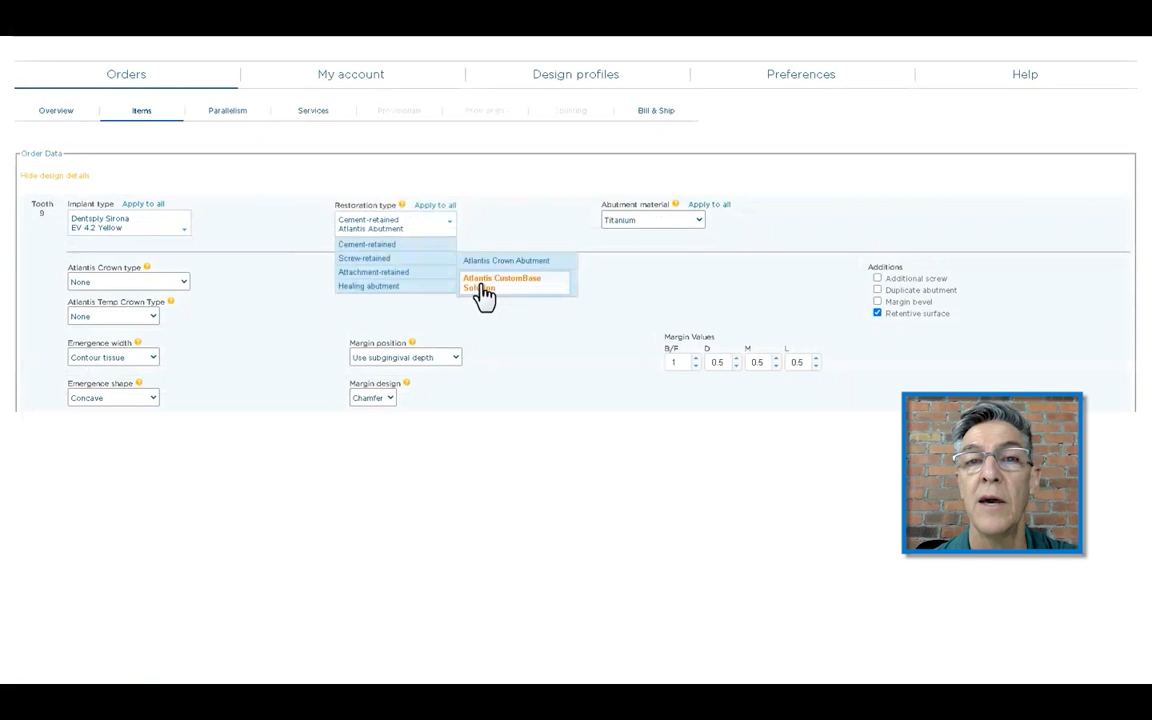 Orders
My account
Design profiles
Preferences
Help
Overview
Items
Parallelism
Services
Bill & Ship
Order Data
Hide design details
Tooth
9
Implant type
Apply to all
Dentsply Sirona
EV 4.2 Yellow
Restoration type
Apply to all
Cement-retained
Atlantis Abutment
Cement-retained
Screw-retained
Attachment-retained
Healing abutment
Atlantis Crown Abutment
Atlantis CustomBase
Abutment material
Apply to all
Titanium
Atlantis Crown type
None
Atlantis Temp Crown Type
None
Additions
Additional screw
Duplicate abutment
Margin bevel
Retentive surface
Emergence width
Contour tissue
Margin position
Use subgingival depth
Margin Values
B/F D M L
1 0.5 0.5 0.5
Emergence shape
Concave
Margin design
Chamfer